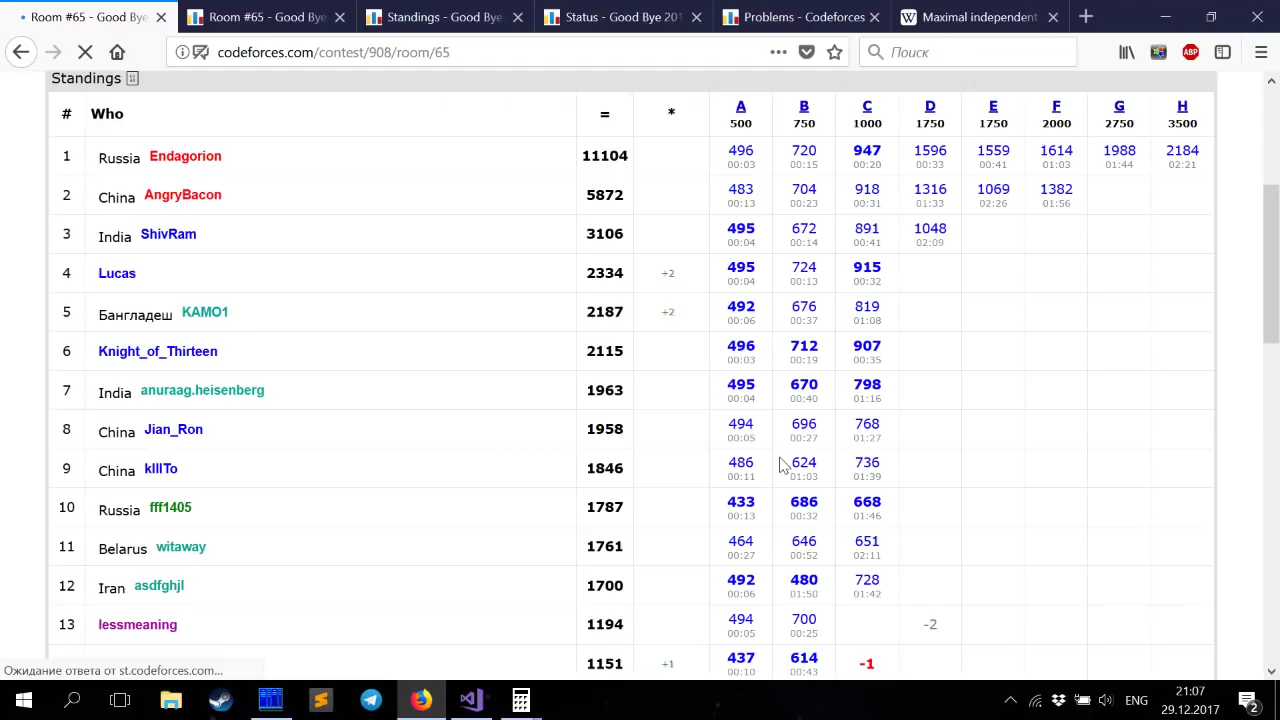 Room #65 - Good Bye
Room #65 - Good Bye
Standings - Good Bye
Status - Good Bye 201
Problems - Codeforces
Maximal independent
codeforces.com/contest/908/room/65
Поиск
ABP
Standings
# Who = * A B C D E F G H
500 750 1000 1750 1750 2000 2750 3500
1 Russia Endagorion 11104 496 720 947 1596 1559 1614 1988 2184
00:03 00:15 00:20 00:33 00:41 01:03 01:44 02:21
2 China AngryBacon 5872 483 704 918 1316 1069 1382
00:13 00:23 00:31 01:33 02:26 01:56
3 India ShivRam 3106 495 672 891 1048
00:04 00:14 00:41 02:09
4 Lucas 2334 +2 495 724 915
00:04 00:13 00:32
5 Бангладеш KAMO1 2187 +2 492 676 819
00:06 00:37 01:08
6 Knight_of_Thirteen 2115 496 712 907
00:03 00:19 00:35
7 India anuraag.heisenberg 1963 495 670 798
00:04 00:40 01:16
8 China Jian_Ron 1958 494 696 768
00:05 00:27 01:27
9 China kIIITo 1846 486 624 736
00:11 01:03 01:39
10 Russia fff1405 1787 433 686 668
00:13 00:32 01:46
11 Belarus witaway 1761 464 646 651
00:27 00:52 02:11
12 Iran asdfghjl 1700 492 480 728
00:06 01:50 01:42
13 lessmeaning 1194 494 700 -2
00:05 00:25
1151 +1 437 614 -1
00:10 00:43
Ожидание ответа от st.codeforces.com...
ENG
21:07
29.12.2017
2